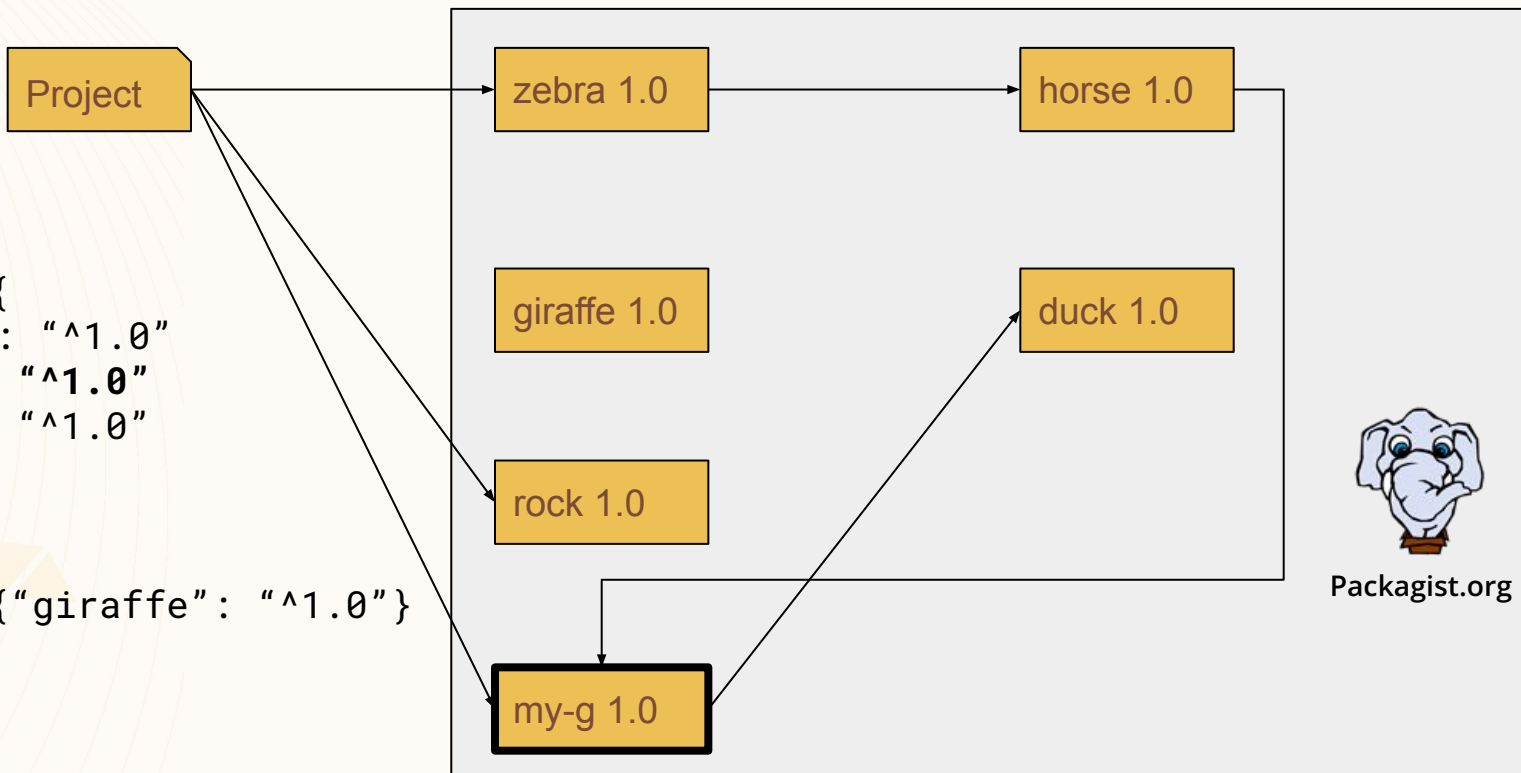 Project
zebra 1.0
horse 1.0
giraffe 1.0
duck 1.0
{
: “^1.0”
“^1.0”
“^1.0”
rock 1.0
Packagist.org
{“giraffe”: “^1.0”}
my-g 1.0